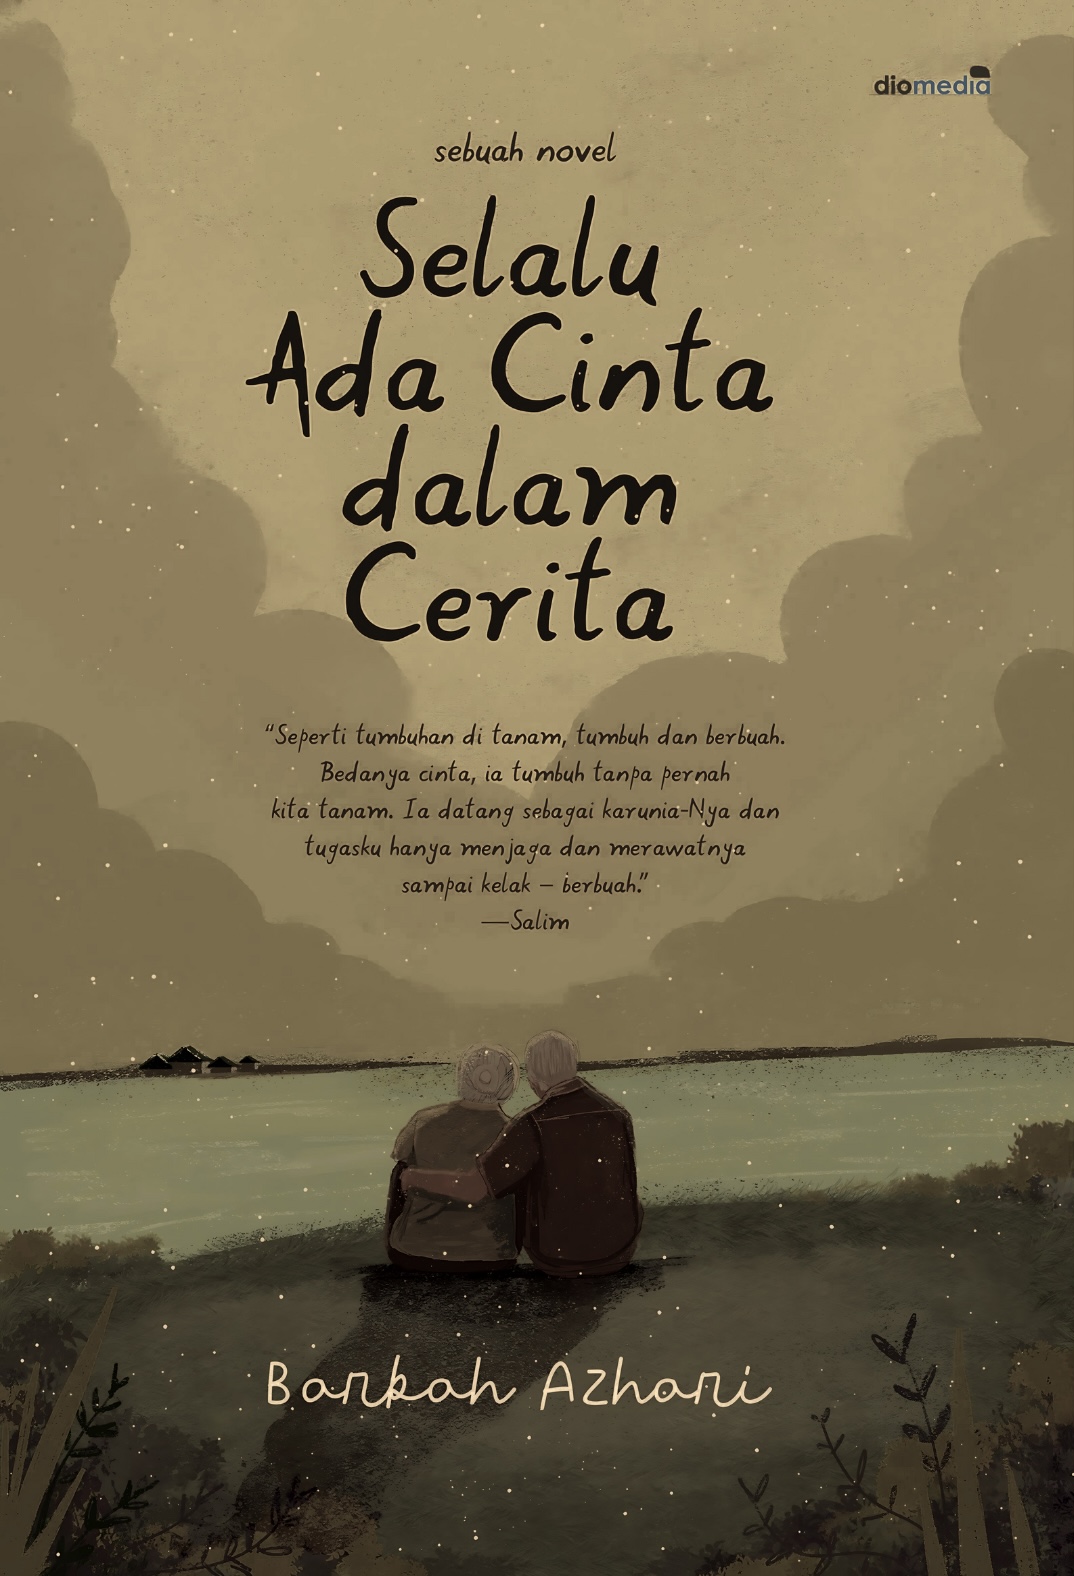 diomedia
sebuah novel
Selalu
Ada Cinta
dalam
Cerita
“Seperti tumbuhan di tanam, tumbuh dan berbuah.
Bedanya cinta, ia tumbuh tanpa pernah
kita tanam. Ia datang sebagai karunia-Nya dan
tugasku hanya menjaga dan merawatnya
sampai kelak – berbuah.”
—Salim
Barkah Azhari